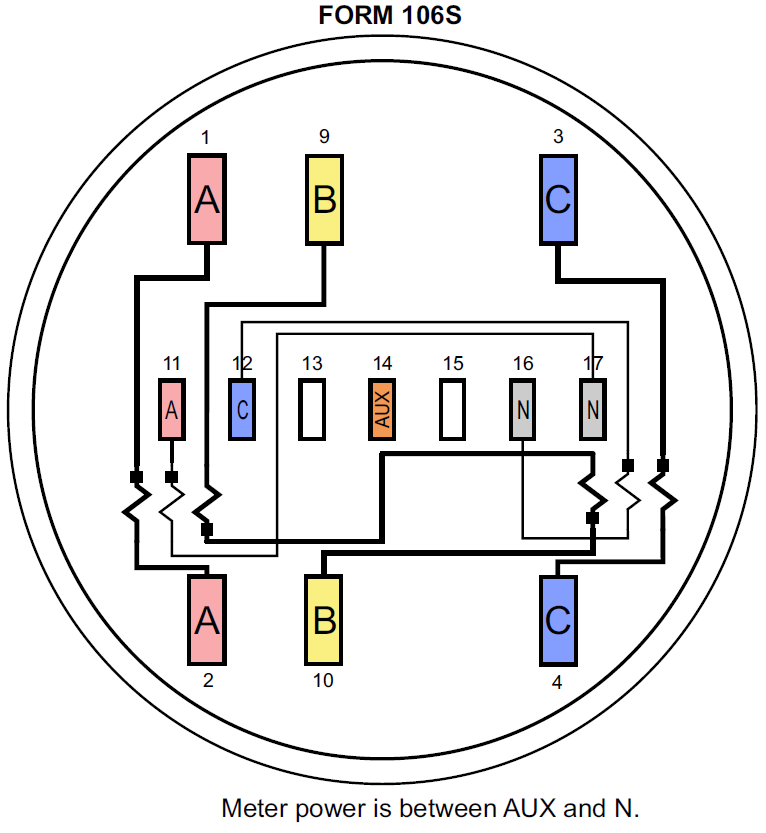 FORM 106S
1 9 3
A B C
11 12 13 14 15 16 17
A C AUX N N
A B C
2 10 4
Meter power is between AUX and N.